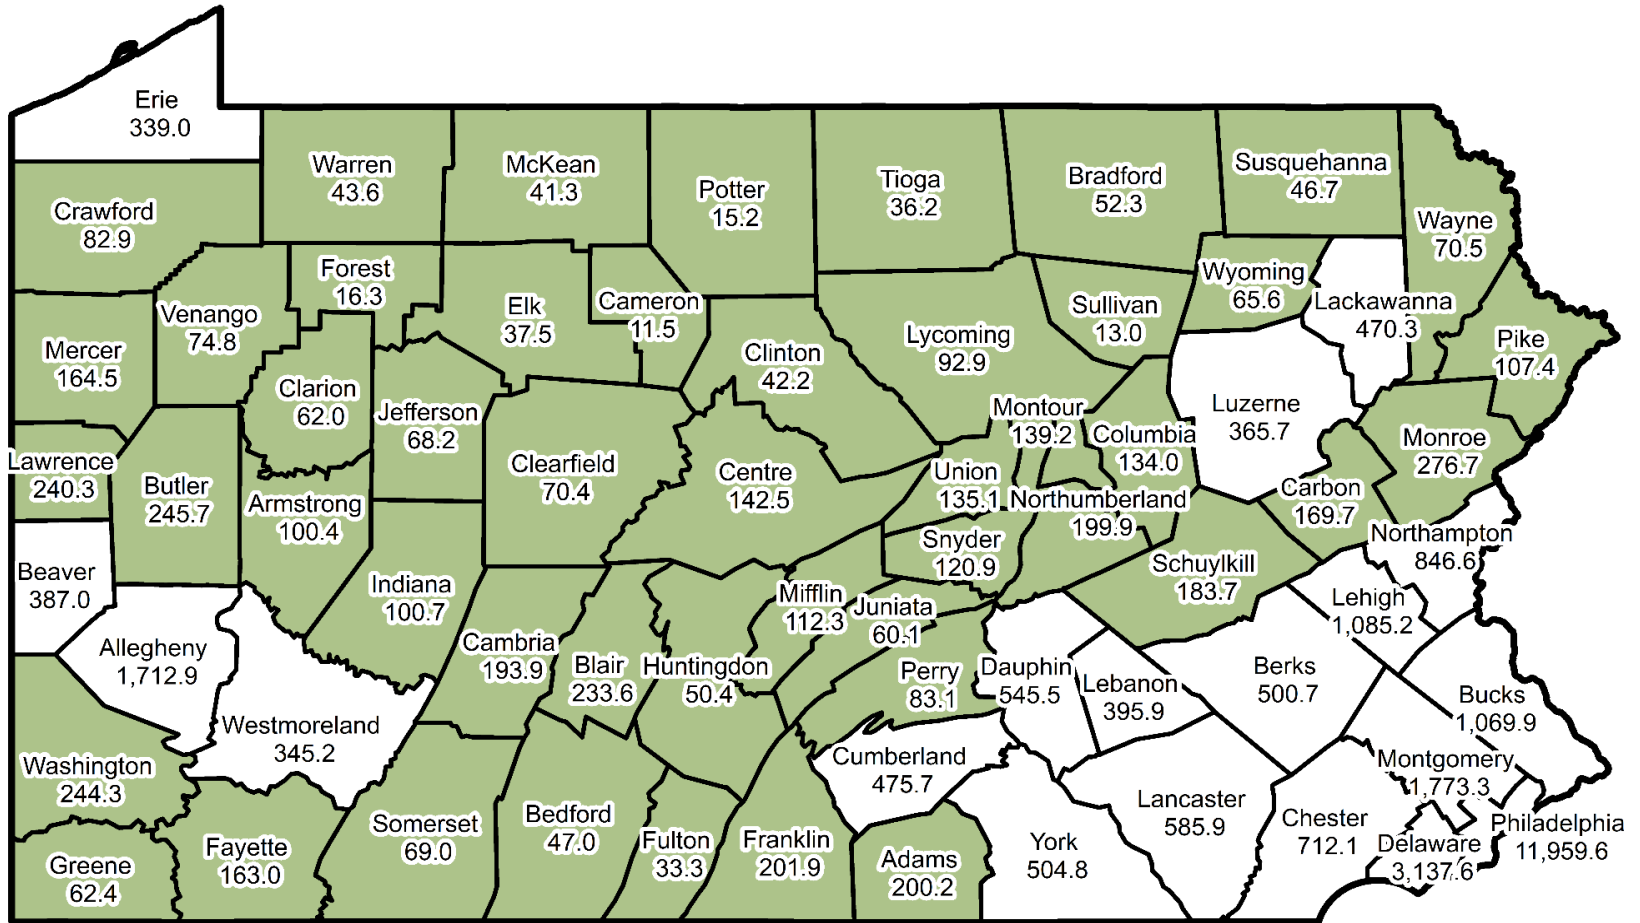 Erie
339.0
Warren
43.6
McKean
41.3
Potter
15.2
Tioga
36.2
Bradford
52.3
Susquehanna
46.7
Wayne
70.5
Crawford
82.9
Forest
16.3
Venango
74.8
Elk
37.5
Cameron
11.5
Wyoming
65.6
Lackawanna
470.3
Sullivan
13.0
Lycoming
92.9
Clinton
42.2
Pike
107.4
Mercer
164.5
Clarion
62.0
Jefferson
68.2
Montour
139.2
Columbia
134.0
Luzerne
365.7
Monroe
276.7
Lawrence
240.3
Butler
245.7
Armstrong
100.4
Clearfield
70.4
Centre
142.5
Union
135.1
Northumberland
199.9
Carbon
169.7
Northampton
846.6
Snyder
120.9
Schuylkill
183.7
Beaver
387.0
Indiana
100.7
Mifflin
112.3
Juniata
60.1
Lehigh
1,085.2
Allegheny
1,712.9
Cambria
193.9
Blair
233.6
Huntingdon
50.4
Perry
83.1
Dauphin
545.5
Lebanon
395.9
Berks
500.7
Bucks
1,069.9
Westmoreland
345.2
Washington
244.3
Cumberland
475.7
Montgomery
1,773.3
Lancaster
585.9
Chester
712.1
Philadelphia
11,959.6
Delaware
3,137.6
Somerset
69.0
Bedford
47.0
Fulton
33.3
Franklin
201.9
Adams
200.2
York
504.8
Fayette
163.0
Greene
62.4